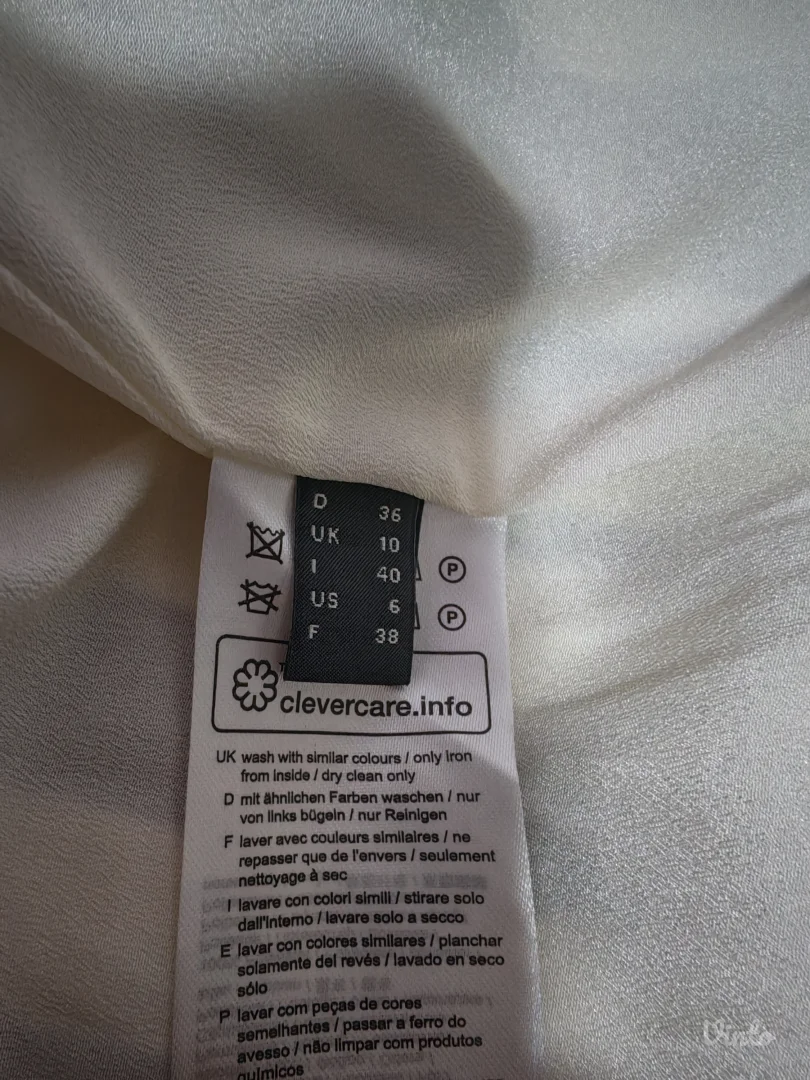 D 36
UK 10
I 40
US 6
F 38
P
P
clevercare.info
UK wash with similar colours / only iron
from inside / dry clean only
D mit ähnlichen Farben waschen / nur
von links bügeln / nur Reinigen
F laver avec couleurs similaires / ne
repasser que de l'envers / seulement
nettoyage à sec
I lavare con colori simili / stirare solo
dall'interno / lavare solo a secco
E lavar con colores similares / planchar
solamente del revés / lavado en seco
sólo
P lavar com peças de cores
semelhantes / passar a ferro do
avesso / não limpar com produtos
químicos